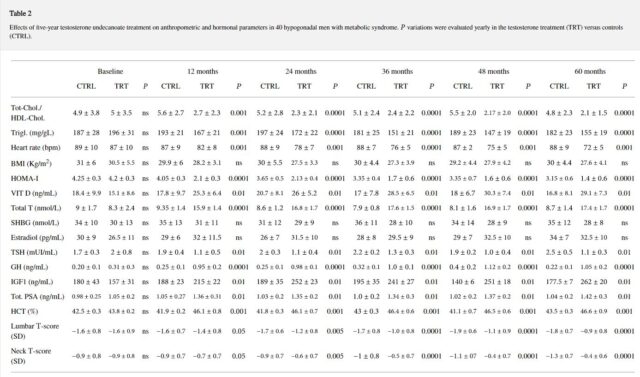 Table 2
Effects of five-year testosterone undecanoate treatment on anthropometric and hormonal parameters in 40 hypogonadal men with metabolic syndrome. P variations were evaluated yearly in the testosterone treatment (TRT) versus controls
(CTRL).
Baseline 12 months 24 months 36 months 48 months 60 months
CTRL TRT P CTRL TRT P CTRL TRT P CTRL TRT P CTRL TRT P CTRL TRT P
Tot-Chol./
HDL-Chol. 4.9 ± 3.8 5 ± 3.5 ns 5.6 ± 2.7 2.7 ± 2.3 0.001 5.2 ± 2.8 2.3 ± 2.1 0.0001 5.1 ± 2.4 2.4 ± 2.2 0.0001 5.5 ± 2.0 2.17 ± 2.0 0.0001 4.8 ± 2.3 2.1 ± 1.5 0.0001
Trigl. (mg/gL) 187 ± 28 196 ± 31 ns 193 ± 21 167 ± 21 0.001 197 ± 24 172 ± 22 0.0001 181 ± 25 151 ± 21 0.0001 189 ± 23 147 ± 19 0.0001 182 ± 23 155 ± 19 0.0001
Heart rate (bpm) 89 ± 10 87 ± 10 ns 87 ± 9 82 ± 8 0.001 88 ± 9 78 ± 7 0.0001 88 ± 7 76 ± 5 0.0001 87 ± 2 75 ± 5 0.0001 88 ± 9 72 ± 5 0.0001
BMI (Kg/m²) 31 ± 6 30.5 ± 5.5 ns 29.9 ± 6 28.2 ± 3.1 ns 30 ± 5.5 27.5 ± 3.3 ns 30 ± 4.4 27.3 ± 3.9 ns 29.2 ± 4.4 27.9 ± 4.2 ns 30 ± 4.4 27.6 ± 4.1 ns
HOMA-I 4.25 ± 0.3 4.2 ± 0.3 ns 4.05 ± 0.3 2.1 ± 0.3 0.0001 3.65 ± 0.5 2.13 ± 0.4 0.0001 3.35 ± 0.4 1.7 ± 0.6 0.0001 3.35 ± 0.7 1.6 ± 0.6 0.0001 3.15 ± 0.6 1.4 ± 0.6 0.0001
VIT D (ng/mL) 18.4 ± 9.9 15.1 ± 8.6 ns 17.8 ± 9.7 25.3 ± 6.4 0.01 20.7 ± 8.1 26 ± 5.2 0.01 17 ± 7.8 28.3 ± 6.5 0.01 18 ± 6.7 30.3 ± 7.4 0.01 16.8 ± 8.1 29.1 ± 7.3 0.01
Total T (nmol/L) 9 ± 1.7 8.3 ± 2.4 ns 9.35 ± 1.4 15.9 ± 1.4 0.0001 8.6 ± 1.2 16.8 ± 1.7 0.0001 7.9 ± 0.8 17.6 ± 1.5 0.0001 8.1 ± 1.6 16.9 ± 1.7 0.0001 8.7 ± 1.4 17.4 ± 1.7 0.0001
SHBG (nmol/L) 34 ± 10 30 ± 13 ns 35 ± 13 31 ± 11 ns 31 ± 12 29 ± 9 ns 36 ± 11 28 ± 10 ns 34 ± 14 28 ± 9 ns 35 ± 12 28 ± 8 ns
Estradiol (pg/mL) 30 ± 9 26.5 ± 11 ns 29 ± 6 32 ± 11.5 ns 26 ± 7 31.5 ± 10 ns 28 ± 8 29.5 ± 9 ns 29 ± 7 32.5 ± 10 ns 34 ± 7 32.5 ± 10 ns
TSH (mUI/mL) 1.7 ± 0.3 2 ± 0.8 ns 1.9 ± 0.4 1.1 ± 0.5 0.01 2 ± 0.3 1.1 ± 0.4 0.01 2.2 ± 0.2 1.3 ± 0.3 0.01 1.9 ± 0.2 1.0 ± 0.4 0.01 2.5 ± 0.5 1.1 ± 0.3 0.01
GH (ng/mL) 0.20 ± 0.1 0.31 ± 0.3 ns 0.25 ± 0.1 0.95 ± 0.2 0.0001 0.25 ± 0.1 0.98 ± 0.1 0.0001 0.32 ± 0.1 1.0 ± 0.1 0.0001 0.4 ± 0.2 1.12 ± 0.2 0.0001 0.22 ± 0.1 1.05 ± 0.2 0.0001
IGF1 (ng/mL) 180 ± 43 157 ± 31 ns 188 ± 23 215 ± 22 0.01 189 ± 35 252 ± 23 0.01 195 ± 35 241 ± 27 0.01 140 ± 6 251 ± 18 0.01 177.5 ± 7 262 ± 20 0.01
Tot. PSA (ng/mL) 0.98 ± 0.25 1.05 ± 0.2 ns 1.05 ± 0.27 1.36 ± 0.31 0.01 1.03 ± 0.2 1.35 ± 0.2 0.01 1.0 ± 0.2 1.34 ± 0.3 0.01 1.02 ± 0.2 1.37 ± 0.2 0.01 1.04 ± 0.2 1.42 ± 0.3 0.01
HCT (%) 42.5 ± 0.3 43.8 ± 0.2 ns 41.9 ± 0.2 46.1 ± 0.8 0.001 41.8 ± 0.3 46.1 ± 0.7 0.001 43 ± 0.3 46.4 ± 0.6 0.0001 41.1 ± 0.7 46.5 ± 0.6 0.0001 43.5 ± 0.3 46.6 ± 0.9 0.001
Lumbar T-score
(SD) −1.6 ± 0.8 −1.6 ± 0.9 ns −1.6 ± 0.7 −1.4 ± 0.8 0.05 −1.7 ± 0.6 −1.2 ± 0.8 0.005 −1.7 ± 0.8 −1.0 ± 0.8 0.0001 −1.9 ± 0.6 −1.1 ± 0.9 0.0001 −1.8 ± 0.7 −0.9 ± 0.8 0.0001
Neck T-score
(SD) −0.9 ± 0.8 −0.9 ± 0.8 ns −0.9 ± 0.7 −0.7 ± 0.7 0.05 −0.9 ± 0.7 −0.6 ± 0.7 0.005 −1 ± 0.8 −0.5 ± 0.7 0.0001 −1.1 ± 07 −0.4 ± 0.7 0.0001 −1.3 ± 0.7 −0.4 ± 0.6 0.0001